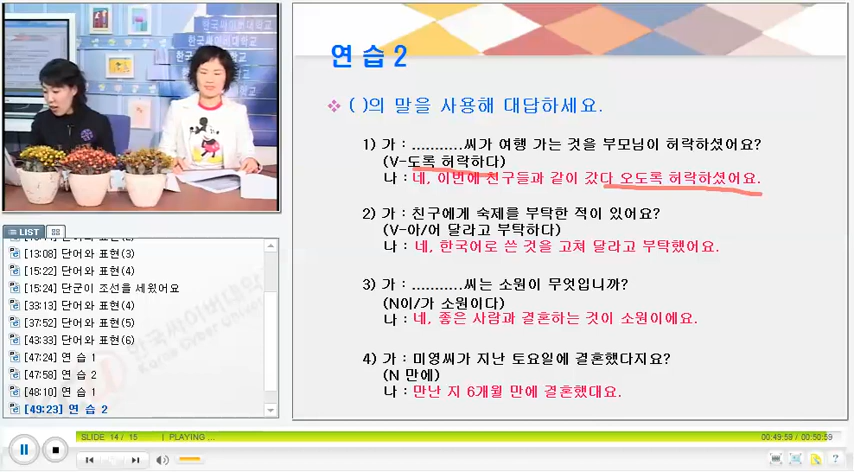 한국싸이버대학교
연 습 2
( )의 말을 사용해 대답하세요.
1) 가 : ...........씨가 여행 가는 것을 부모님이 허락하셨어요?
(V-도록 허락하다)
나 : 네, 이번에 친구들과 같이 갔다 오도록 허락하셨어요.
2) 가 : 친구에게 숙제를 부탁한 적이 있어요?
(V-아/어 달라고 부탁하다)
나 : 네, 한국어로 쓴 것을 고쳐 달라고 부탁했어요.
3) 가 : ...........씨는 소원이 무엇입니까?
(N이/가 소원이다)
나 : 네, 좋은 사람과 결혼하는 것이 소원이에요.
4) 가 : 미영씨가 지난 토요일에 결혼했다지요?
(N 만에)
나 : 만난 지 6개월 만에 결혼했대요.
LIST
[13:08] 단어와 표현(3)
[15:22] 단어와 표현(4)
[15:24] 단군이 조선을 세웠어요
[33:13] 단어와 표현(4)
[37:52] 단어와 표현(5)
[43:33] 단어와 표현(6)
[47:24] 연 습 1
[47:58] 연 습 2
[48:10] 연 습 1
[49:23] 연 습 2
SLIDE 14 / 15 | PLAYING ...
00:49:59 / 00:50:59